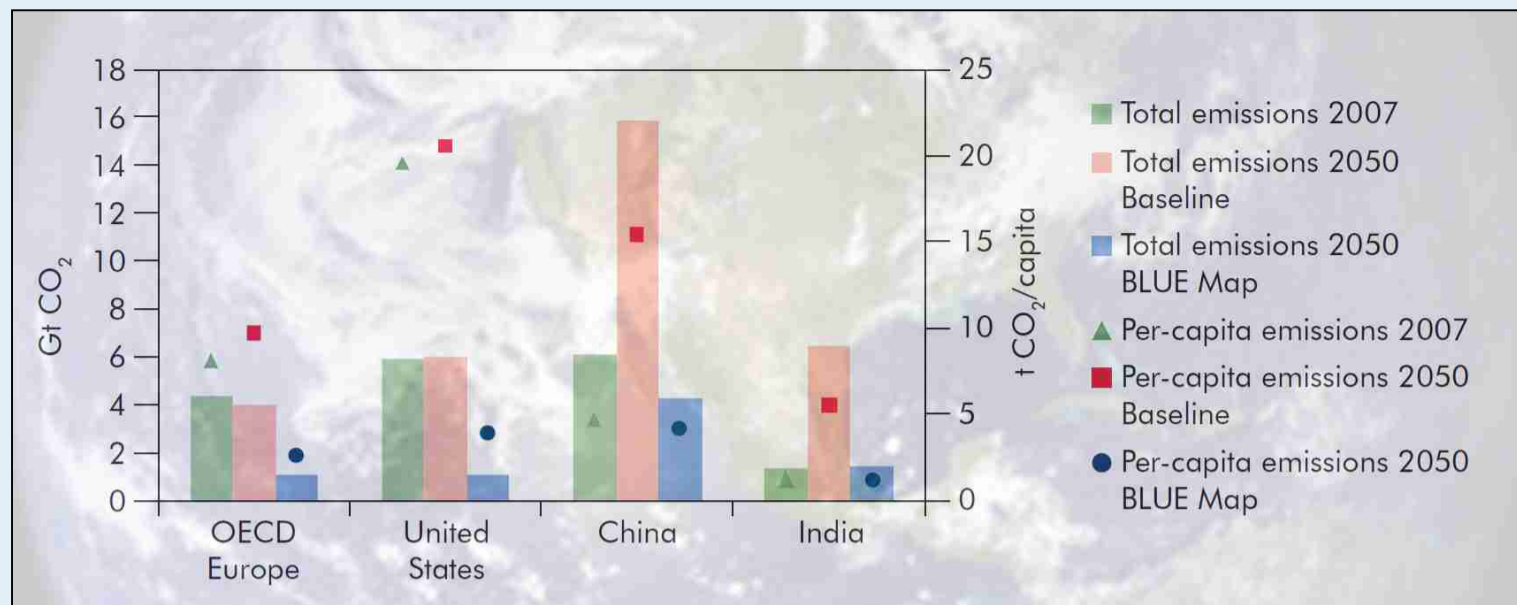 18
16
14
12
10
8
6
4
2
0
Gt CO₂
25
20
15
10
5
0
t CO₂/capita
OECD
Europe
United
States
China
India
Total emissions 2007
Total emissions 2050
Baseline
Total emissions 2050
BLUE Map
Per-capita emissions 2007
Per-capita emissions 2050
Baseline
Per-capita emissions 2050
BLUE Map